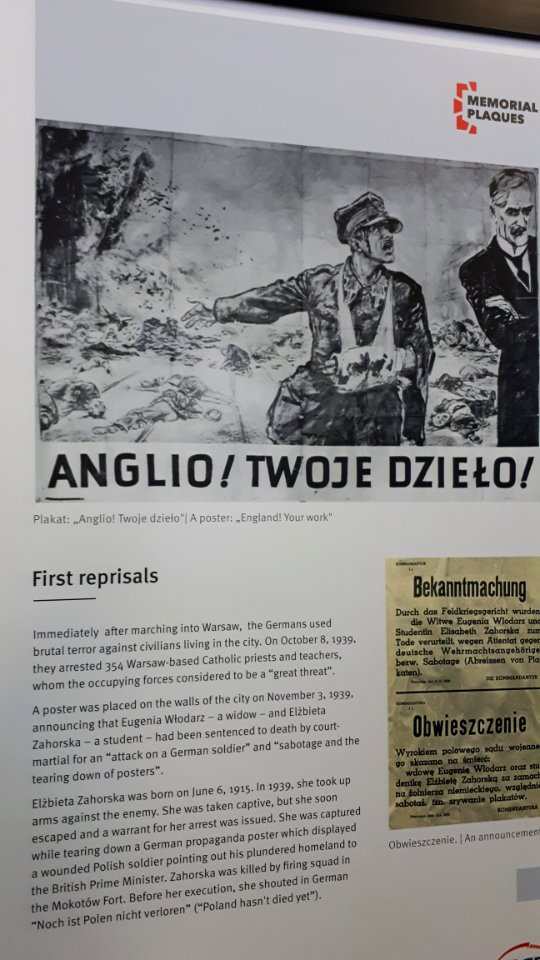 MEMORIAL
PLAQUES
ANGLIO! TWOJE DZIEŁO!
Plakat: „Anglio! Twoje dzieło"| A poster: „England! Your work"
First reprisals
Immediately after marching into Warsaw, the Germans used
brutal terror against civilians living in the city. On October 8, 1939,
they arrested 354 Warsaw-based Catholic priests and teachers,
whom the occupying forces considered to be a “great threat”.
A poster was placed on the walls of the city on November 3, 1939,
announcing that Eugenia Włodarz – a widow – and Elżbieta
Zahorska – a student – had been sentenced to death by court-
martial for an “attack on a German soldier” and “sabotage and the
tearing down of posters”.
Elżbieta Zahorska was born on June 6, 1915. In 1939, she took up
arms against the enemy. She was taken captive, but she soon
escaped and a warrant for her arrest was issued. She was captured
while tearing down a German propaganda poster which displayed
a wounded Polish soldier pointing out his plundered homeland to
the British Prime Minister. Zahorska was killed by firing squad in
the Mokotów Fort. Before her execution, she shouted in German
“Noch ist Polen nicht verloren” (“Poland hasn't died yet”).
Bekanntmachung
Durch das Feldkriegsgericht wurden
die Witwe Eugenia Wlodarz und
Studentin Elisabeth Zahorska zum
Tode verurteilt, wegen Attentat gegen
deutsche Wehrmachtsangehörige
bezw. Sabotage (Abreissen von Pla-
katen).
DIE KOMMANDANTUR
Obwieszczenie
Wyrokiem polowego sądu wojenne-
go skazano na śmierć:
wdowę Eugenię Włodarz oraz stu-
dentkę Elżbietę Zahorską za zamach
na żołnierza niemieckiego, względnie
sabotaż, izn. zrywanie plakatów.
KOMENDANTURA
Obwieszczenie. | An announcement